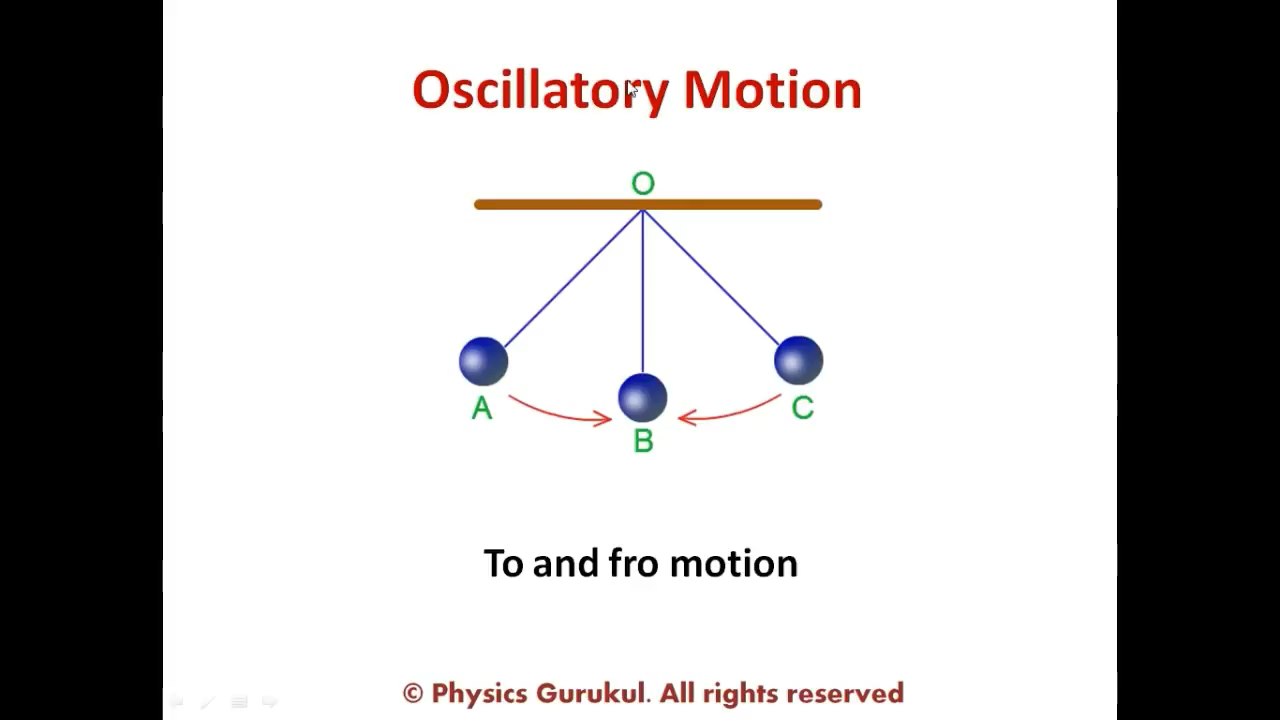 Oscillatory Motion
O
A
B
C
To and fro motion
© Physics Gurukul. All rights reserved